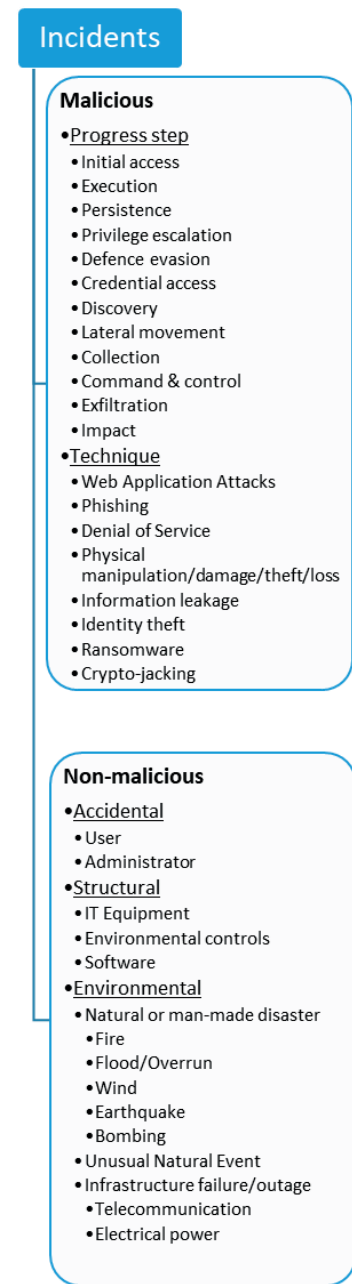 Incidents
Malicious
•Progress step
•Initial access
•Execution
•Persistence
•Privilege escalation
•Defence evasion
•Credential access
•Discovery
•Lateral movement
•Collection
•Command & control
•Exfiltration
•Impact
•Technique
•Web Application Attacks
•Phishing
•Denial of Service
•Physical
manipulation/damage/theft/loss
•Information leakage
•Identity theft
•Ransomware
•Crypto-jacking
Non-malicious
•Accidental
•User
•Administrator
•Structural
•IT Equipment
•Environmental controls
•Software
•Environmental
•Natural or man-made disaster
•Fire
•Flood/Overrun
•Wind
•Earthquake
•Bombing
•Unusual Natural Event
•Infrastructure failure/outage
•Telecommunication
•Electrical power